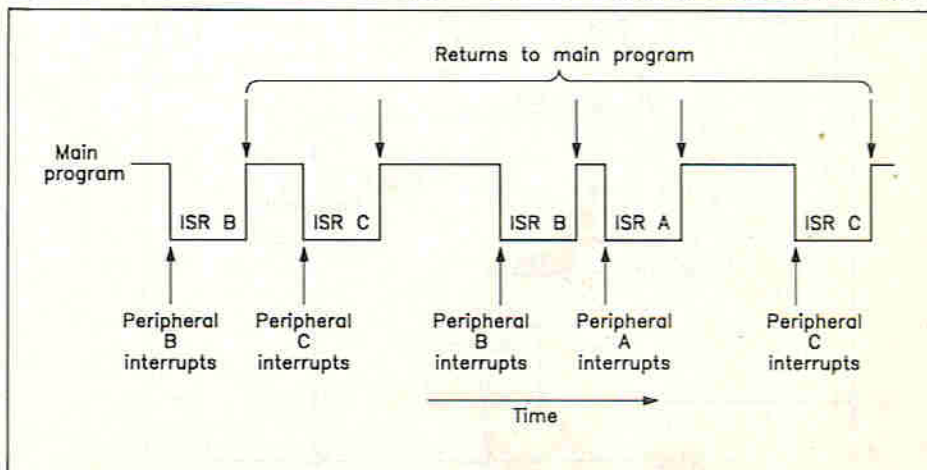 Returns to main program
Main
program
ISR B
ISR C
ISR B
ISR A
ISR C
Peripheral
B
interrupts
Peripheral
C
interrupts
Peripheral
B
interrupts
Peripheral
A
interrupts
Peripheral
C
interrupts
Time